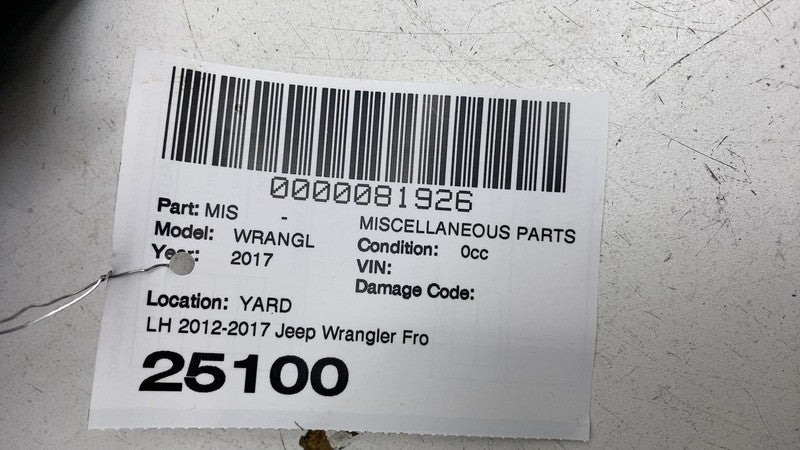 0000081926
Part: MIS - MISCELLANEOUS PARTS
Model: WRANGL Condition: 0cc
Year: 2017 VIN:
Damage Code:
Location: YARD
LH 2012-2017 Jeep Wrangler Fro
25100